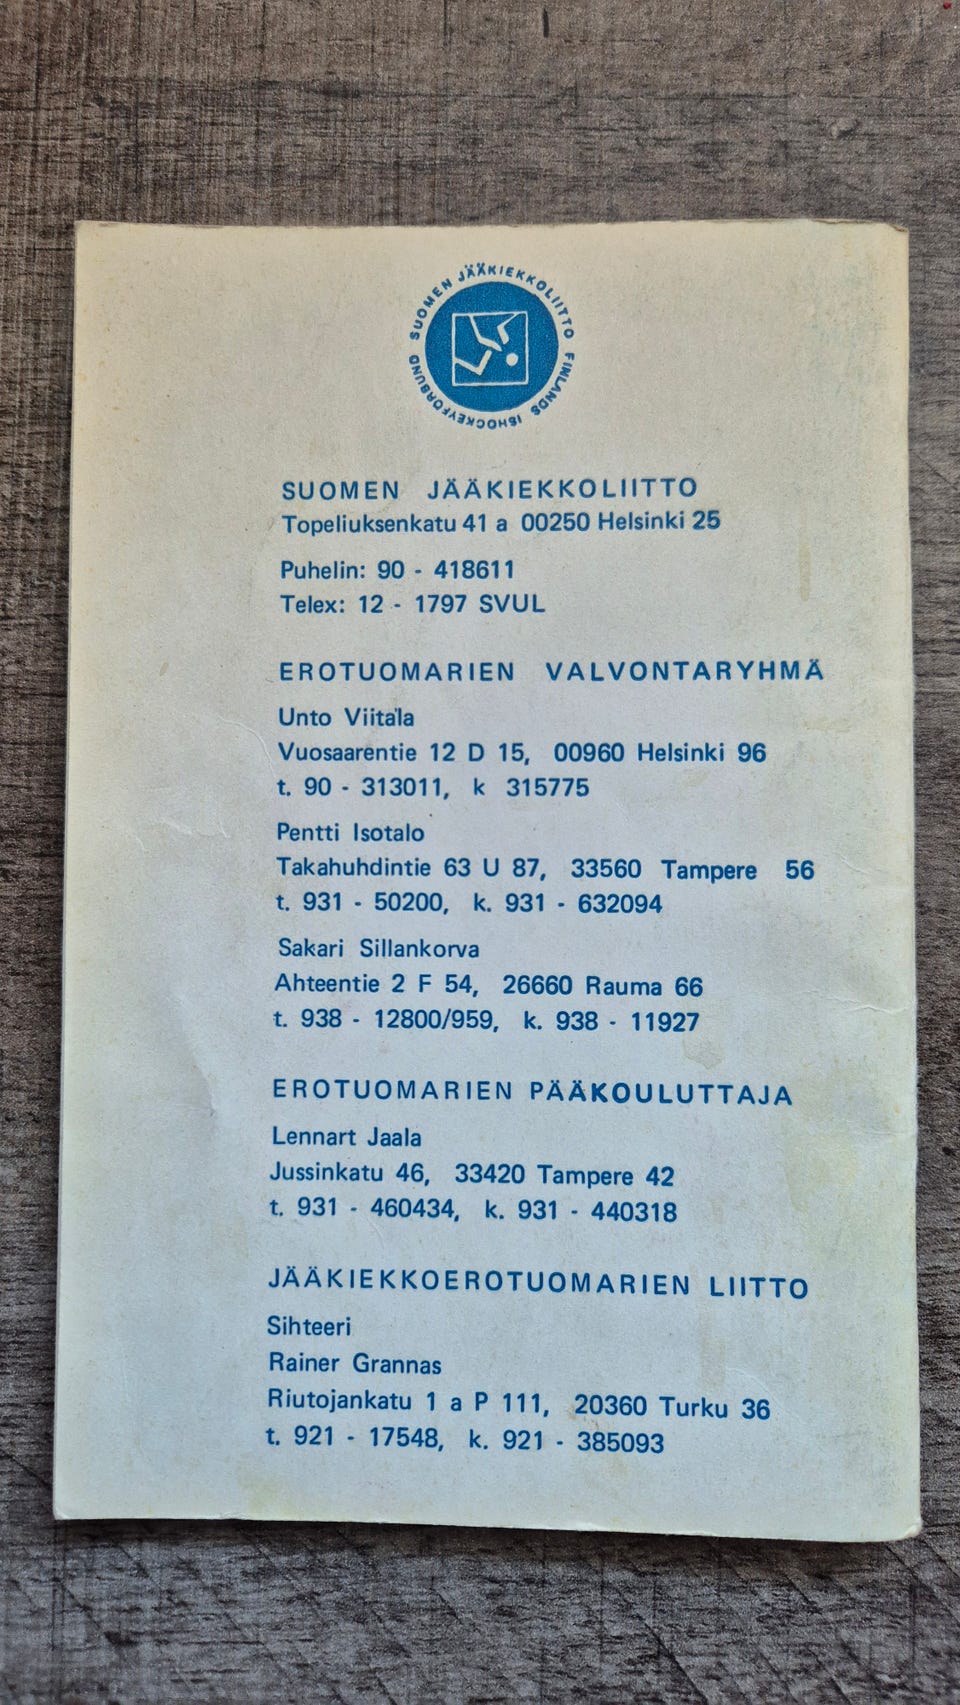 SUOMEN JÄÄKIEKKOLIITTO FINLANDS ISHOCKEYFÖRBUND
SUOMEN JÄÄKIEKKOLIITTO
Topeliuksenkatu 41 a 00250 Helsinki 25
Puhelin: 90 - 418611
Telex: 12 - 1797 SVUL
EROTUOMARIEN VALVONTARYHMÄ
Unto Viitala
Vuosaarentie 12 D 15, 00960 Helsinki 96
t. 90 - 313011, k 315775
Pentti Isotalo
Takahuhdintie 63 U 87, 33560 Tampere 56
t. 931 - 50200, k. 931 - 632094
Sakari Sillankorva
Ahteentie 2 F 54, 26660 Rauma 66
t. 938 - 12800/959, k. 938 - 11927
EROTUOMARIEN PÄÄKOULUTTAJA
Lennart Jaala
Jussinkatu 46, 33420 Tampere 42
t. 931 - 460434, k. 931 - 440318
JÄÄKIEKKOEROTUOMARIEN LIITTO
Sihteeri
Rainer Grannas
Riutojankatu 1 a P 111, 20360 Turku 36
t. 921 - 17548, k. 921 - 385093